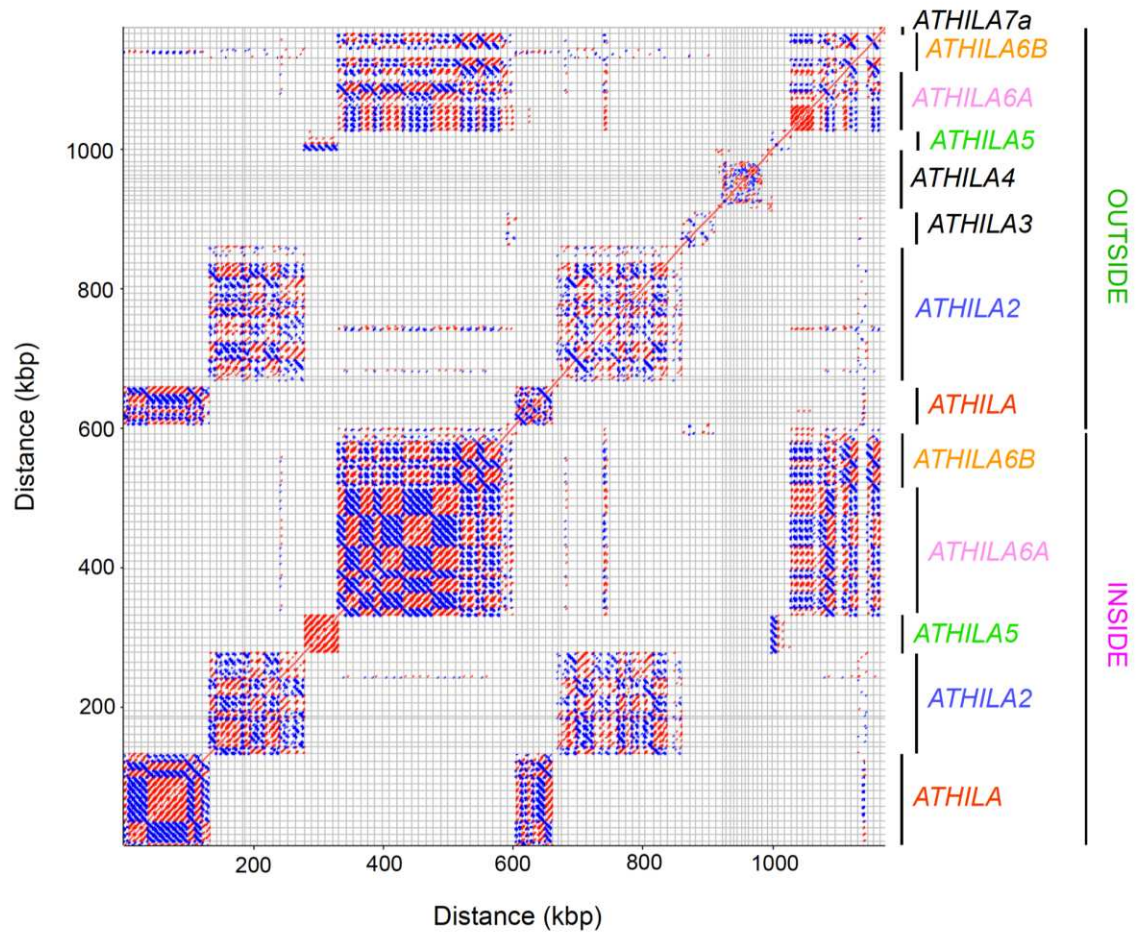 ATHILA7a
ATHILA6B
ATHILA6A
ATHILA5
ATHILA4
ATHILA3
ATHILA2
ATHILA
ATHILA6B
ATHILA6A
ATHILA5
ATHILA2
ATHILA
OUTSIDE
INSIDE
1000
800
600
400
200
Distance (kbp)
200
400
600
800
1000
Distance (kbp)